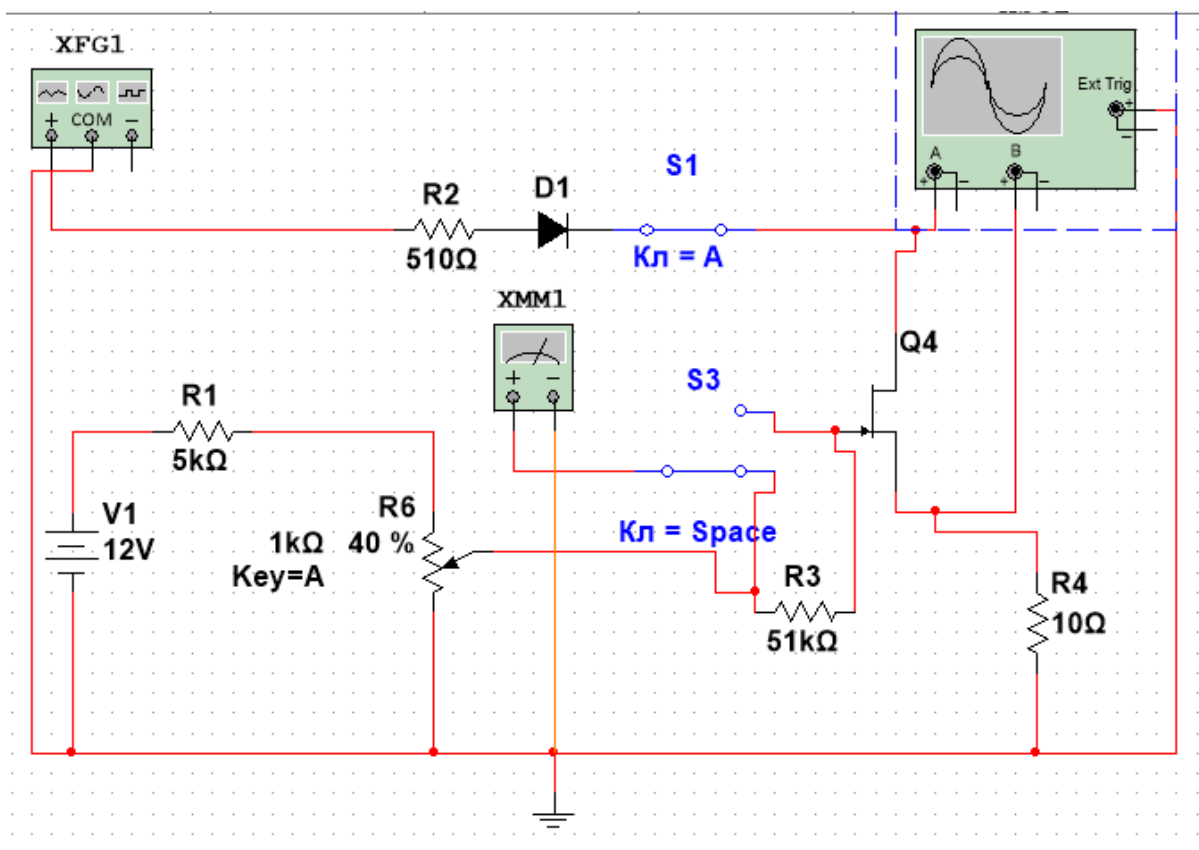 XFG1
+ COM −
Ext Trig
+
−
A
B
+ −
+ −
S1
R2
D1
510Ω
Кл = A
XMM1
+ −
Q4
S3
R1
5kΩ
V1
12V
R6
1kΩ 40 %
Key=A
Кл = Space
R3
51kΩ
R4
10Ω